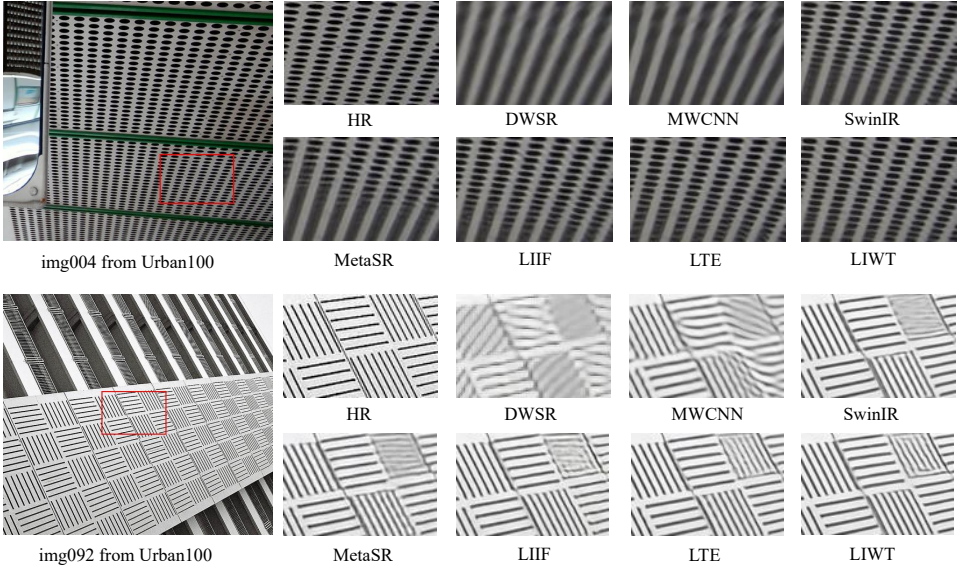 HR DWSR MWCNN SwinIR
MetaSR LIIF LTE LIWT
img004 from Urban100
HR DWSR MWCNN SwinIR
MetaSR LIIF LTE LIWT
img092 from Urban100